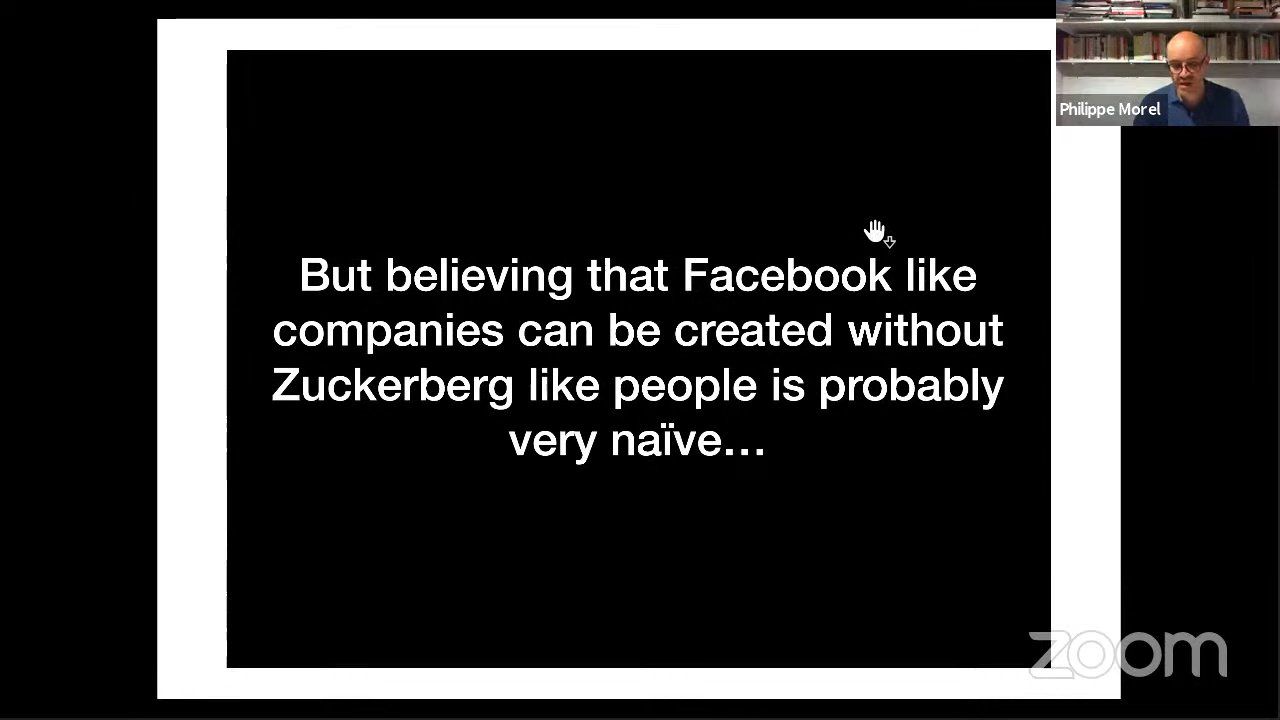 Philippe Morel
But believing that Facebook like
companies can be created without
Zuckerberg like people is probably
very naïve…
zoom